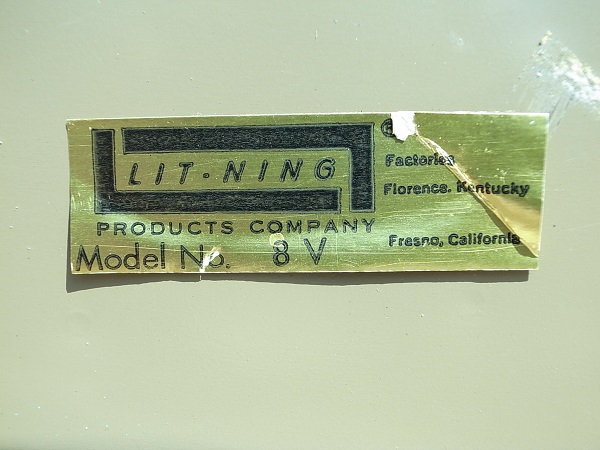 LIT-NING ®
PRODUCTS COMPANY
Model No. 8 V
Factories
Florence, Kentucky
Fresno, California